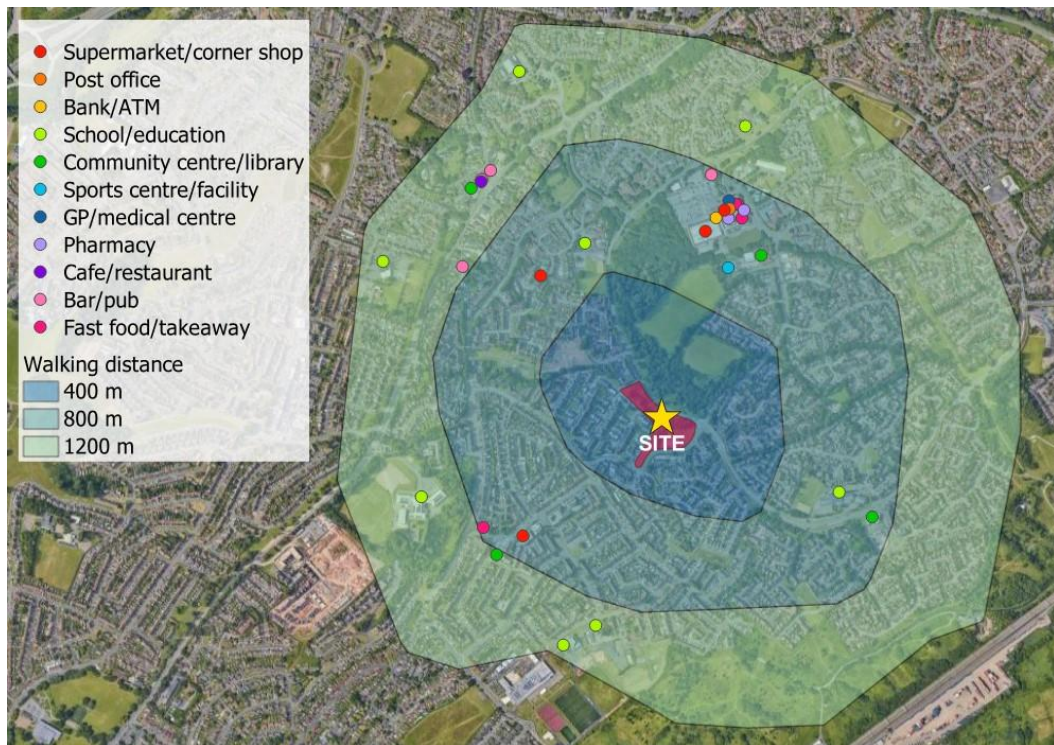 Supermarket/corner shop
Post office
Bank/ATM
School/education
Community centre/library
Sports centre/facility
GP/medical centre
Pharmacy
Cafe/restaurant
Bar/pub
Fast food/takeaway
Walking distance
400 m
800 m
1200 m
SITE